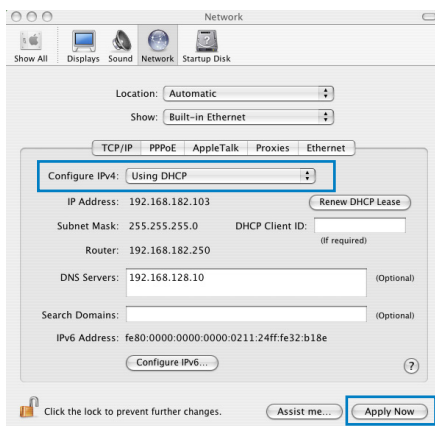 Network
Show All Displays Sound Network Startup Disk
Location: Automatic
Show: Built-in Ethernet
TCP/IP PPPoE AppleTalk Proxies Ethernet
Configure IPv4: Using DHCP
IP Address: 192.168.182.103 Renew DHCP Lease
Subnet Mask: 255.255.255.0 DHCP Client ID:
(If required)
Router: 192.168.182.250
DNS Servers: 192.168.128.10 (Optional)
Search Domains: (Optional)
IPv6 Address: fe80:0000:0000:0000:0211:24ff:fe32:b18e
Configure IPv6...
?
Click the lock to prevent further changes. Assist me... Apply Now